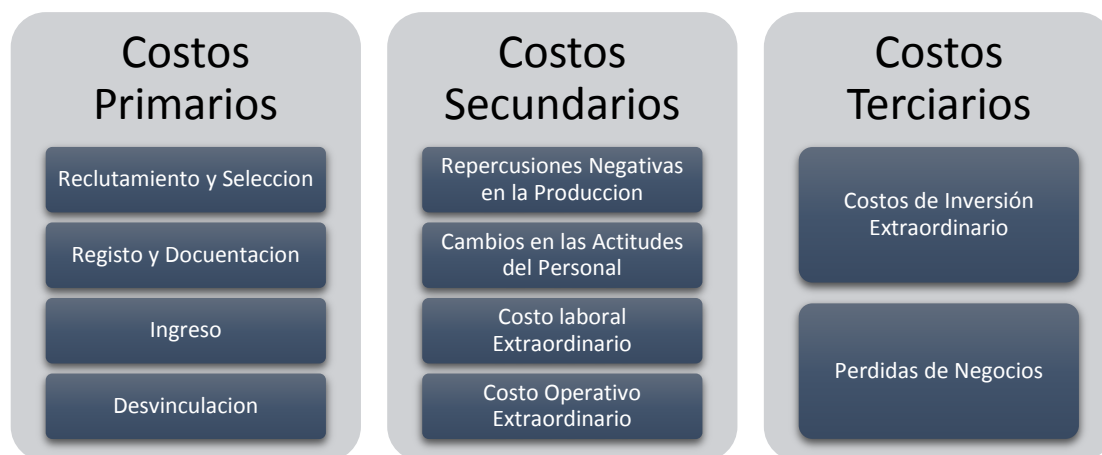 Costos
Primarios
Reclutamiento y Seleccion
Registo y Docuentacion
Ingreso
Desvinculacion
Costos
Secundarios
Repercusiones Negativas
en la Produccion
Cambios en las Actitudes
del Personal
Costo laboral
Extraordinario
Costo Operativo
Extraordinario
Costos
Terciarios
Costos de Inversión
Extraordinario
Perdidas de Negocios